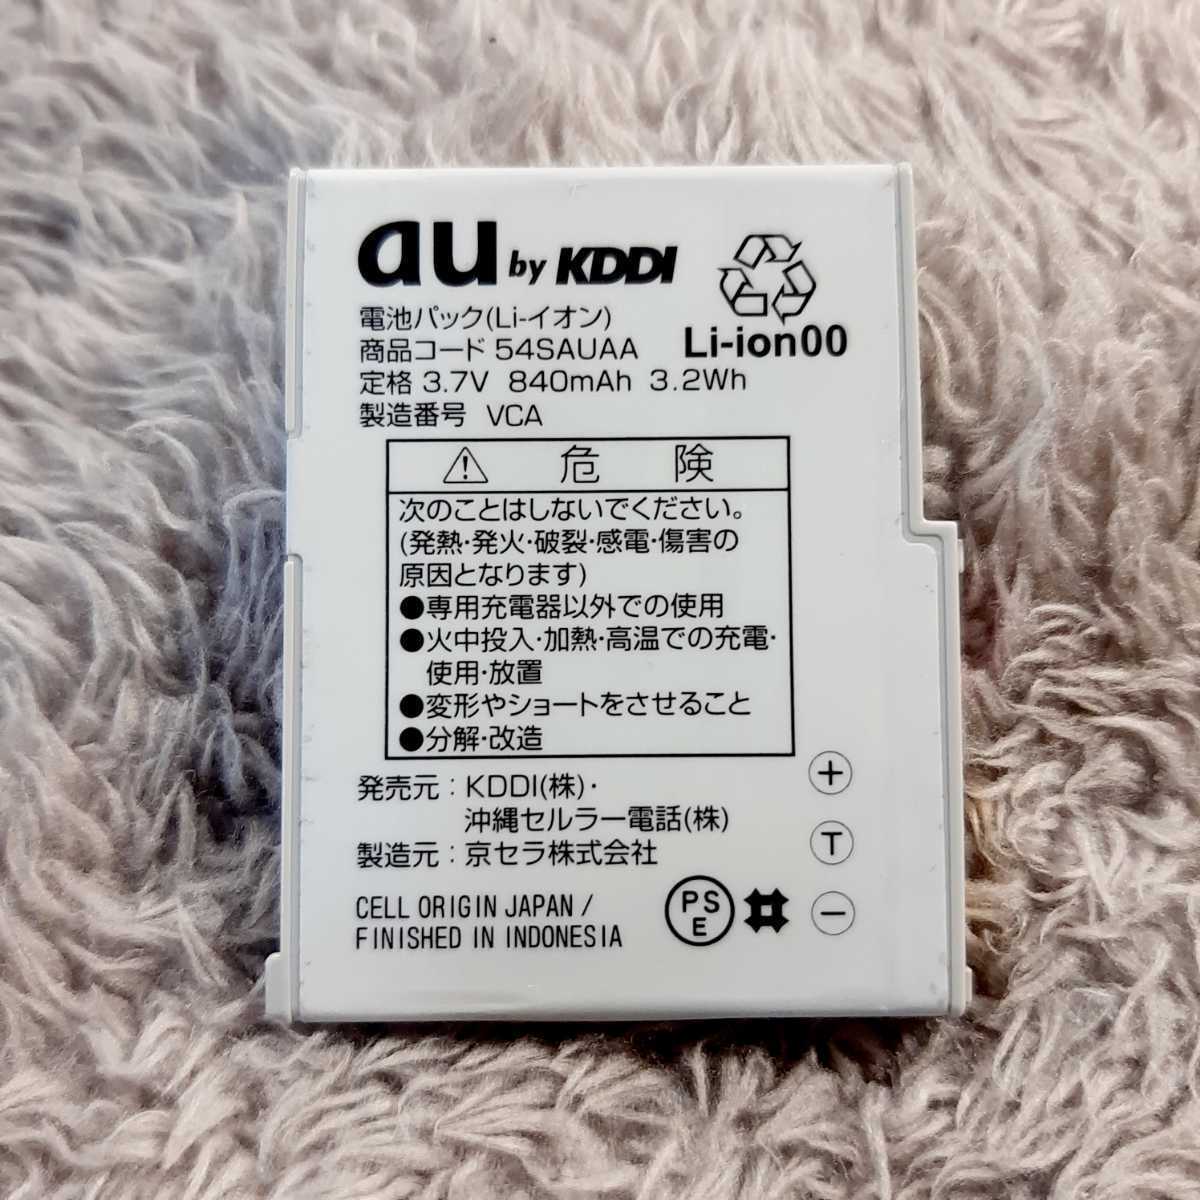 au by KDDI
電池パック(Li-イオン)
商品コード 54SAUAA
Li-ion00
定格 3.7V 840mAh 3.2Wh
製造番号 VCA
危 険
次のことはしないでください。
(発熱・発火・破裂・感電・傷害の
原因となります)
●専用充電器以外での使用
●火中投入・加熱・高温での充電・
使用・放置
●変形やショートをさせること
●分解・改造
発売元：KDDI(株)・
沖縄セルラー電話(株)
製造元：京セラ株式会社
CELL ORIGIN JAPAN /
FINISHED IN INDONESIA
PSE
+
T
−